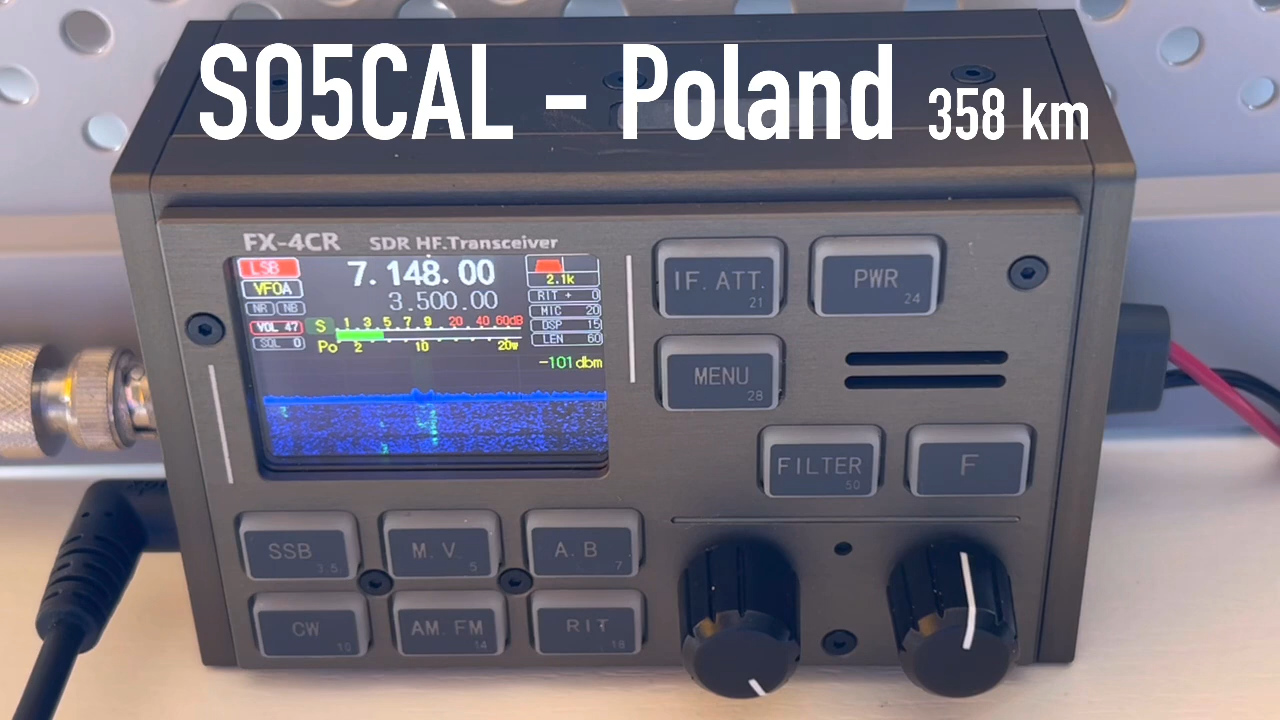 SO5CAL - Poland 358 km
FX-4CR SDR HF.Transceiver
LSB 7.148.00 2.1k
VFOA 3.500.00
NR NB RIT + 0
VOL 47 S 1 3 5 7 9 20 40 60dB MIC 20
SQL 0 Po 2 10 20w DSP 15
LEN 60
-101dbm
IF. ATT. 21
PWR 24
MENU 28
FILTER 50
F
SSB 3.5
M. V 5
A. B 7
CW 10
AM. FM 14
RIT 18